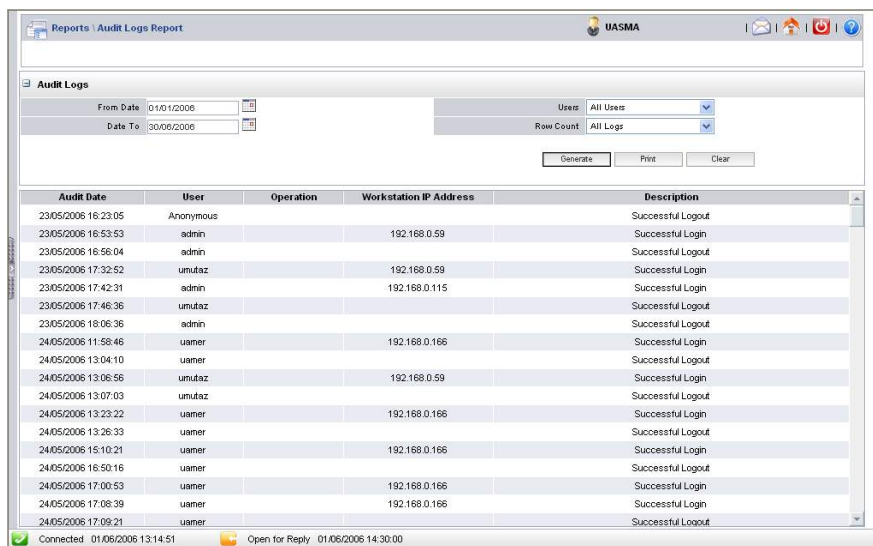 Reports \ Audit Logs Report UASMA
Audit Logs
From Date 01/01/2006 Users All Users
Date To 30/06/2006 Row Count All Logs
Generate Print Clear
Audit Date User Operation Workstation IP Address Description
23/05/2006 16:23:05 Anonymous Successful Logout
23/05/2006 16:53:53 admin 192.168.0.59 Successful Login
23/05/2006 16:56:04 admin Successful Logout
23/05/2006 17:32:52 umutaz 192.168.0.59 Successful Login
23/05/2006 17:42:31 admin 192.168.0.115 Successful Login
23/05/2006 17:46:36 umutaz Successful Logout
23/05/2006 18:06:36 admin Successful Logout
24/05/2006 11:58:46 uamer 192.168.0.166 Successful Login
24/05/2006 13:04:10 uamer Successful Logout
24/05/2006 13:06:56 umutaz 192.168.0.59 Successful Login
24/05/2006 13:07:03 umutaz Successful Logout
24/05/2006 13:23:22 uamer 192.168.0.166 Successful Login
24/05/2006 13:26:33 uamer Successful Logout
24/05/2006 15:10:21 uamer 192.168.0.166 Successful Login
24/05/2006 16:50:16 uamer Successful Logout
24/05/2006 17:00:53 uamer 192.168.0.166 Successful Login
24/05/2006 17:08:39 uamer 192.168.0.166 Successful Login
24/05/2006 17:09:21 uamer Successful Logout
Connected 01/06/2006 13:14:51 Open for Reply 01/06/2006 14:30:00